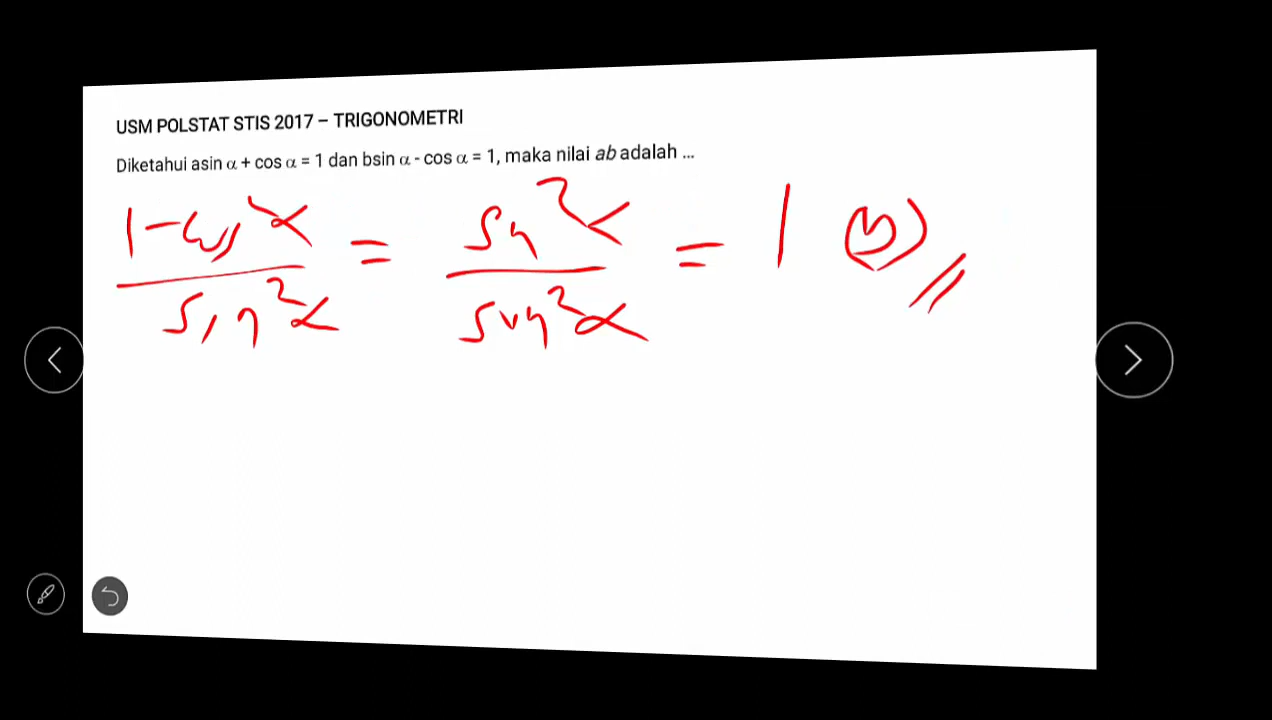 USM POLSTAT STIS 2017 – TRIGONOMETRI
Diketahui asin α + cos α = 1 dan bsin α - cos α = 1, maka nilai ab adalah ...
1-cos²α / sin²α = sin²α / sin²α = 1 (B)